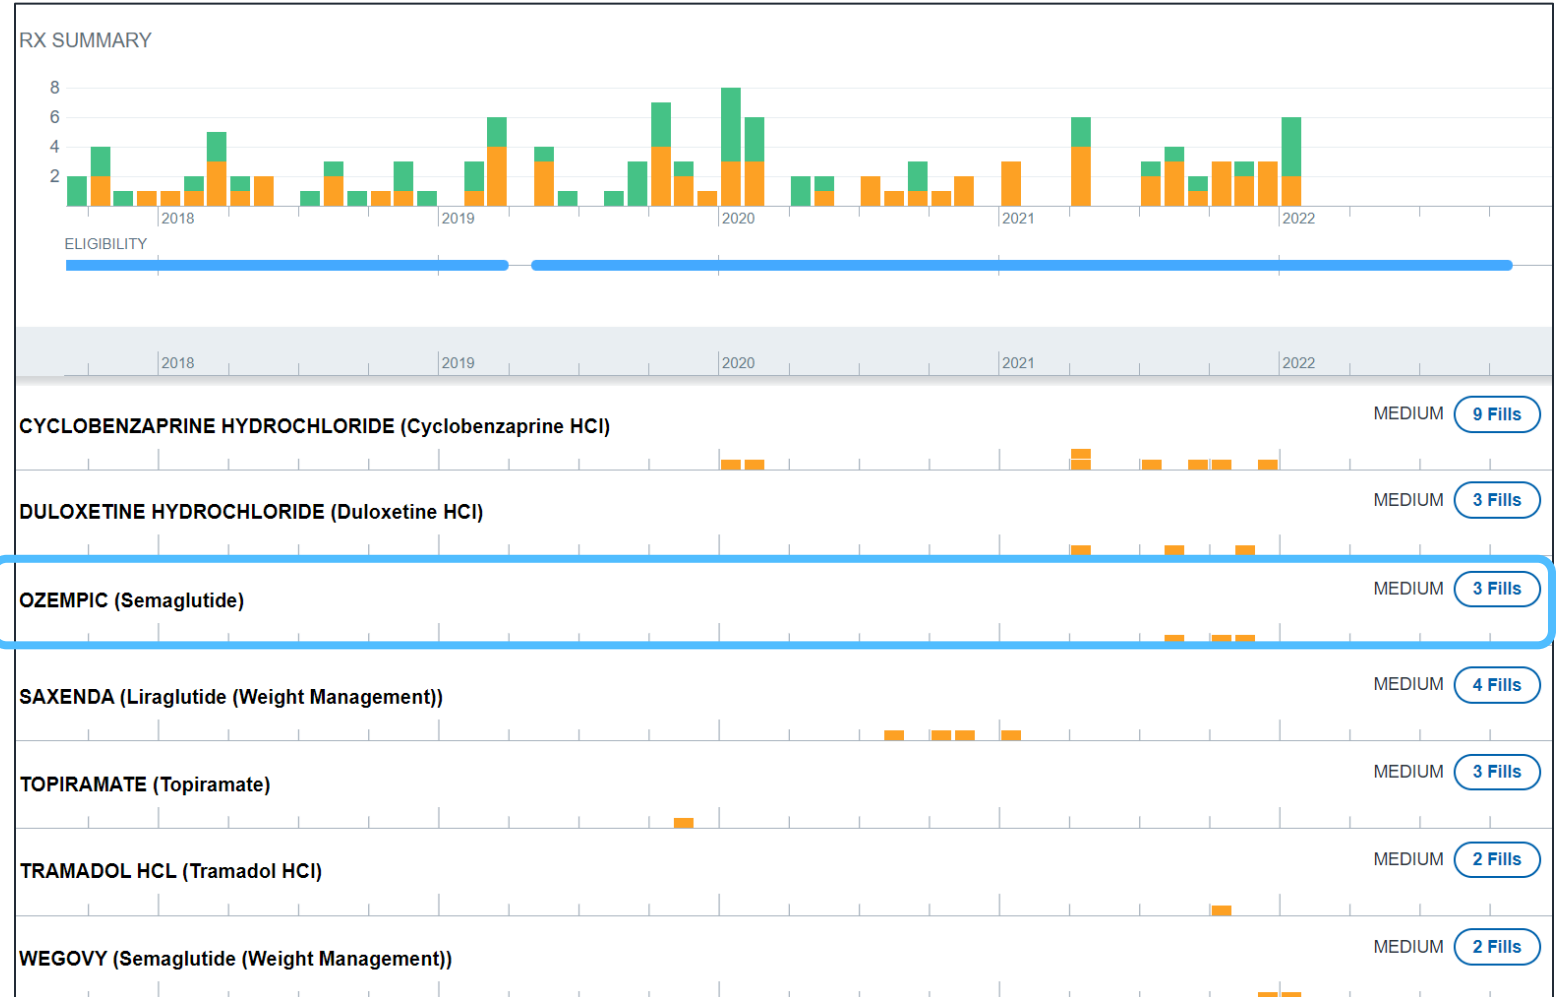 RX SUMMARY
8
6
4
2
2018 2019 2020 2021 2022
ELIGIBILITY
2018 2019 2020 2021 2022
CYCLOBENZAPRINE HYDROCHLORIDE (Cyclobenzaprine HCl) MEDIUM 9 Fills
DULOXETINE HYDROCHLORIDE (Duloxetine HCl) MEDIUM 3 Fills
OZEMPIC (Semaglutide) MEDIUM 3 Fills
SAXENDA (Liraglutide (Weight Management)) MEDIUM 4 Fills
TOPIRAMATE (Topiramate) MEDIUM 3 Fills
TRAMADOL HCL (Tramadol HCl) MEDIUM 2 Fills
WEGOVY (Semaglutide (Weight Management)) MEDIUM 2 Fills